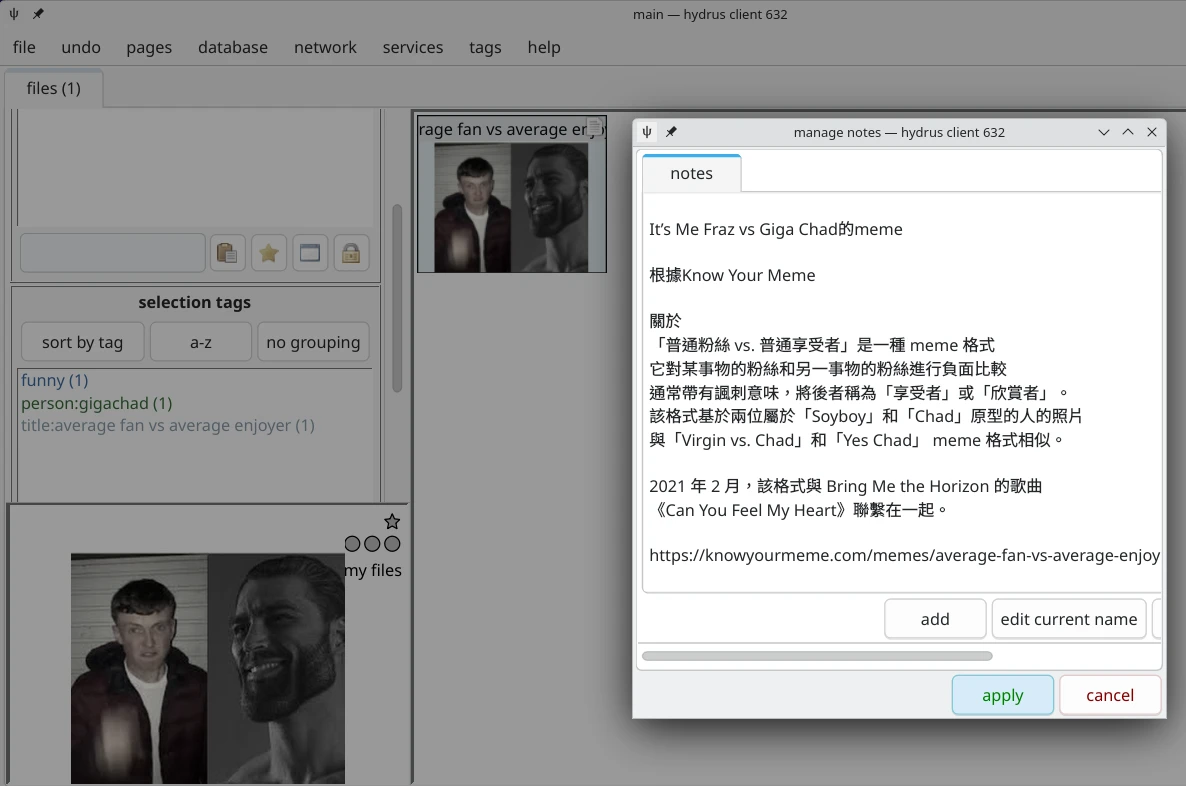 main — hydrus client 632
file undo pages database network services tags help
files (1)
selection tags
sort by tag a-z no grouping
funny (1)
person:gigachad (1)
title:average fan vs average enjoyer (1)
my files
rage fan vs average enjoy
manage notes — hydrus client 632
notes
It’s Me Fraz vs Giga Chad的meme
根據Know Your Meme
關於
「普通粉絲 vs. 普通享受者」是一種 meme 格式
它對某事物的粉絲和另一事物的粉絲進行負面比較
通常帶有諷刺意味，將後者稱為「享受者」或「欣賞者」。
該格式基於兩位屬於「Soyboy」和「Chad」原型的人的照片
與「Virgin vs. Chad」和「Yes Chad」 meme 格式相似。
2021 年 2 月，該格式與 Bring Me the Horizon 的歌曲
《Can You Feel My Heart》聯繫在一起。
https://knowyourmeme.com/memes/average-fan-vs-average-enjoy
add edit current name
apply cancel